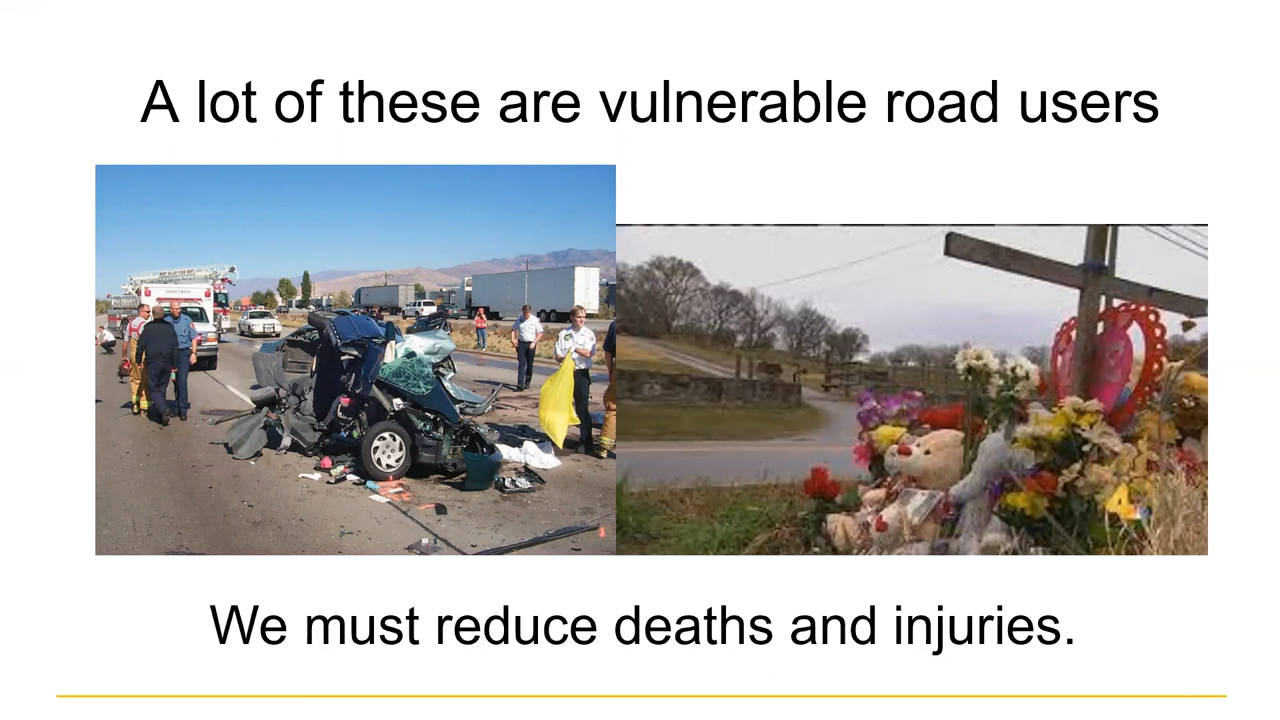 A lot of these are vulnerable road users
We must reduce deaths and injuries.